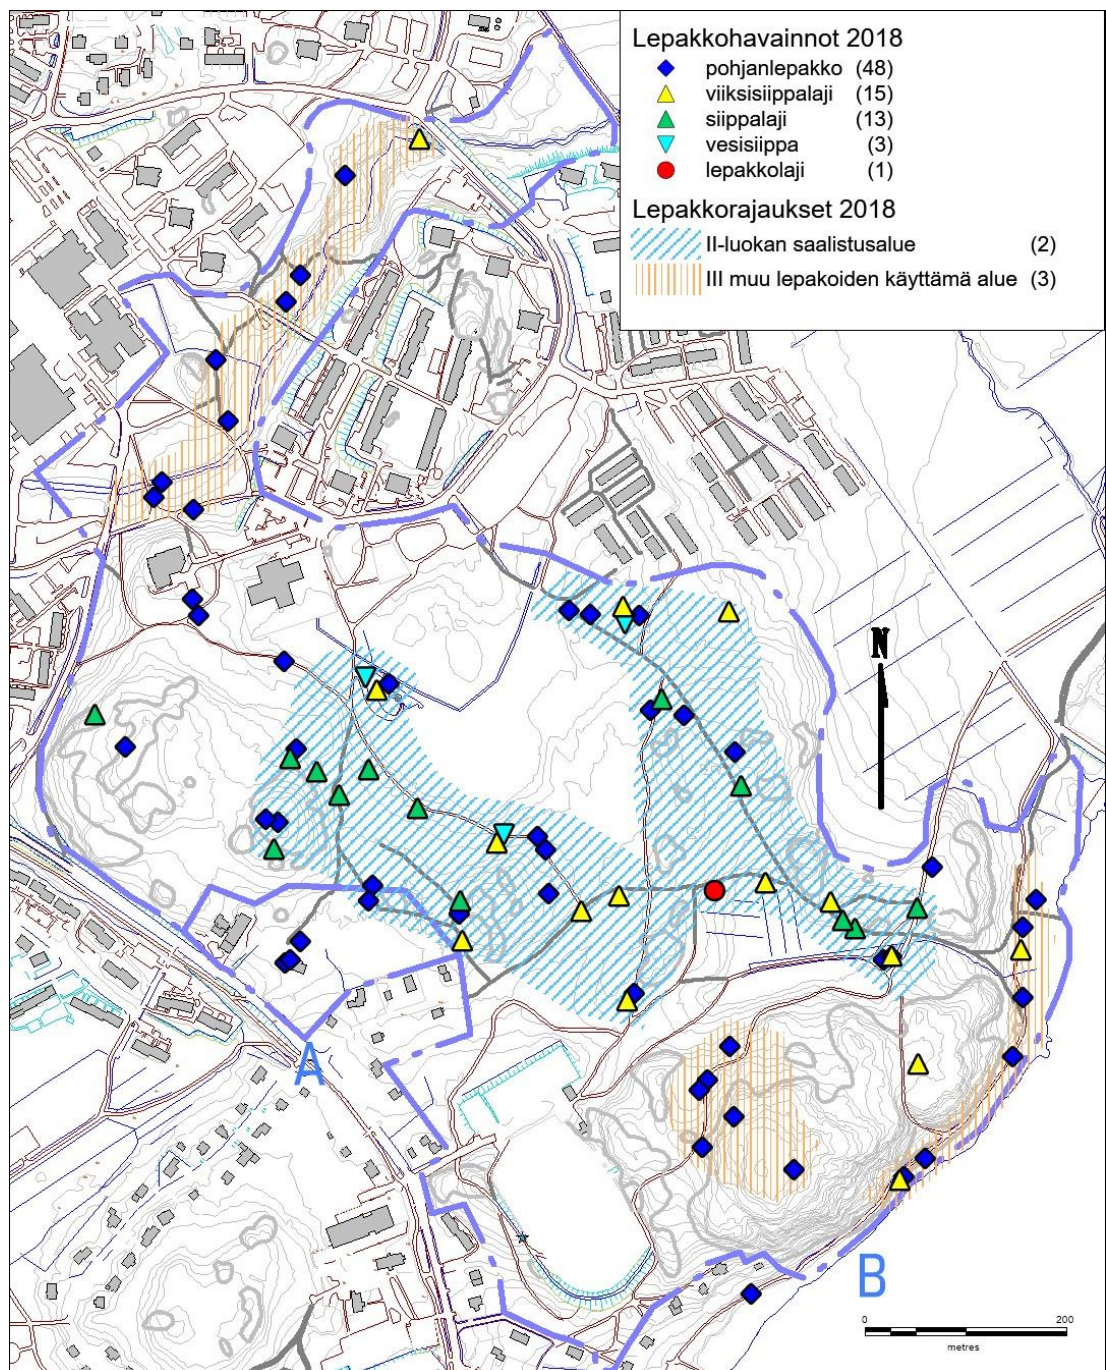 Lepakkohavainnot 2018
pohjanlepakko (48)
viiksisiippalaji (15)
siippalaji (13)
vesisiippa (3)
lepakkolaji (1)
Lepakkorajaukset 2018
II-luokan saalistusalue (2)
III muu lepakoiden käyttämä alue (3)
N
A
B
0 200
metres